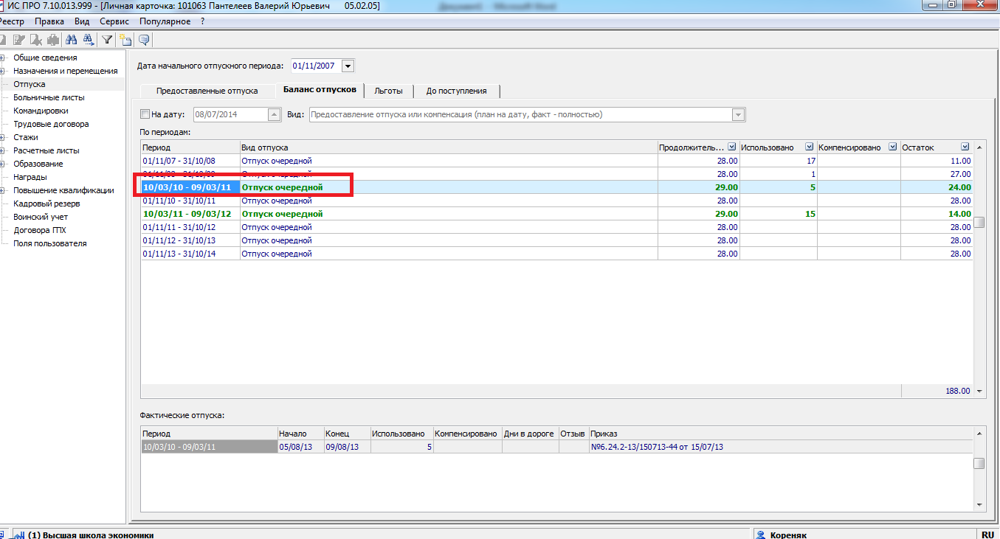 ИС ПРО 7.10.013.999 - [Личная карточка: 101063 Пантелеев Валерий Юрьевич 05.02.05]
Реестр Правка Вид Сервис Популярное ?
Общие сведения
Назначения и перемещения
Отпуска
Больничные листы
Командировки
Трудовые договора
Стажи
Расчетные листы
Образование
Награды
Повышение квалификации
Кадровый резерв
Воинский учет
Договора ГПХ
Поля пользователя
Дата начального отпускного периода: 01/11/2007
Предоставленные отпуска Баланс отпусков Льготы До поступления
На дату: 08/07/2014 Вид: Предоставление отпуска или компенсация (план на дату, факт - полностью)
По периодам:
Период Вид отпуска Продолжитель... Использовано Компенсировано Остаток
01/11/07 - 31/10/08 Отпуск очередной 28.00 17 11.00
01/11/08 - 31/10/09 Отпуск очередной 28.00 1 27.00
10/03/10 - 09/03/11 Отпуск очередной 29.00 5 24.00
01/11/10 - 31/10/11 Отпуск очередной 28.00 28.00
10/03/11 - 09/03/12 Отпуск очередной 29.00 15 14.00
01/11/11 - 31/10/12 Отпуск очередной 28.00 28.00
01/11/12 - 31/10/13 Отпуск очередной 28.00 28.00
01/11/13 - 31/10/14 Отпуск очередной 28.00 28.00
188.00
Фактические отпуска:
Период Начало Конец Использовано Компенсировано Дни в дороге Отзыв Приказ
10/03/10 - 09/03/11 05/08/13 09/08/13 5 №6.24.2-13/150713-44 от 15/07/13
(1) Высшая школа экономики Кореняк RU